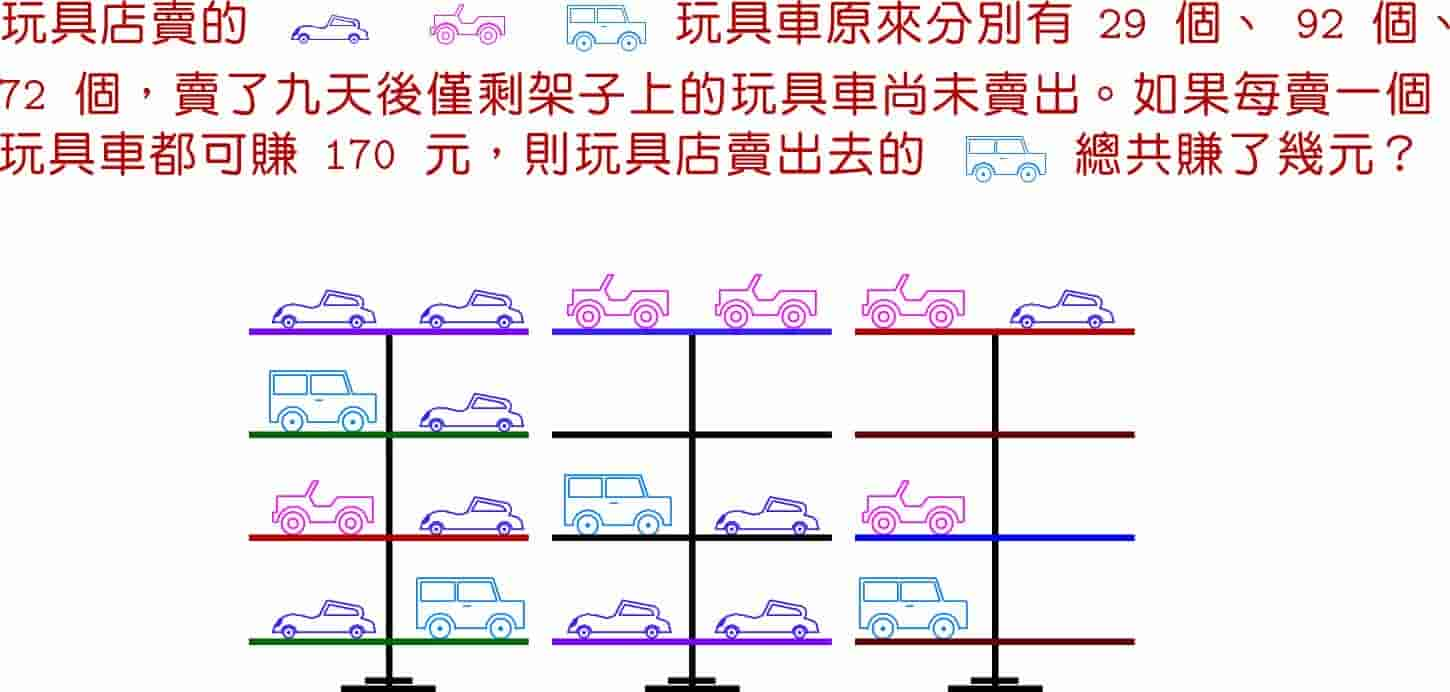 玩具店賣的 玩具車原來分別有 29 個、 92 個、
72 個，賣了九天後僅剩架子上的玩具車尚未賣出。如果每賣一個
玩具車都可賺 170 元，則玩具店賣出去的 總共賺了幾元？